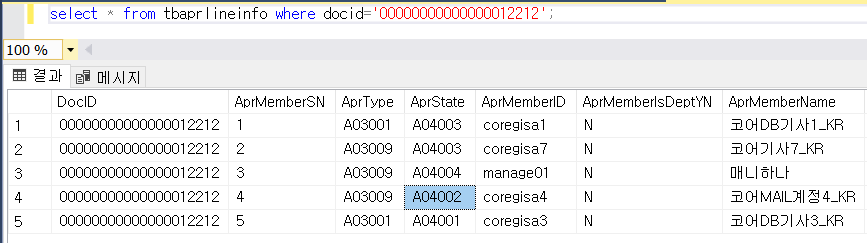 select * from tbaprlineinfo where docid='00000000000000012212';
100 %
결과 메시지
DocID AprMemberSN AprType AprState AprMemberID AprMemberIsDeptYN AprMemberName
1 00000000000000012212 1 A03001 A04003 coregisa1 N 코어DB기사1_KR
2 00000000000000012212 2 A03009 A04003 coregisa7 N 코어기사7_KR
3 00000000000000012212 3 A03009 A04004 manage01 N 매니하나
4 00000000000000012212 4 A03009 A04002 coregisa4 N 코어MAIL계정4_KR
5 00000000000000012212 5 A03001 A04001 coregisa3 N 코어DB기사3_KR